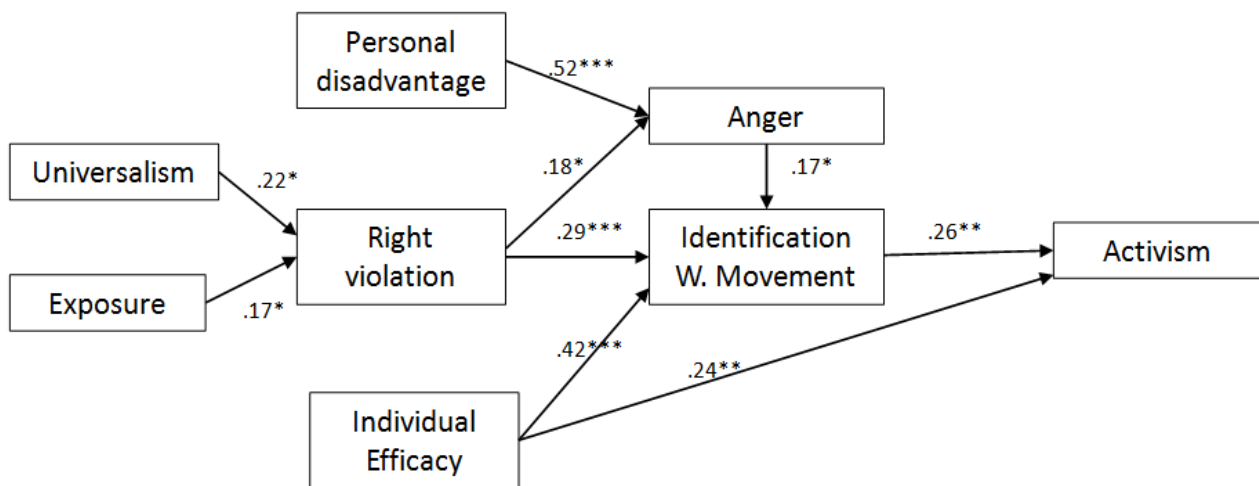 Personal
disadvantage
.52***
Anger
Universalism
.22*
.18*
.17*
Right
violation
.29***
Identification
W. Movement
.26**
Activism
Exposure
.17*
.42***
.24**
Individual
Efficacy